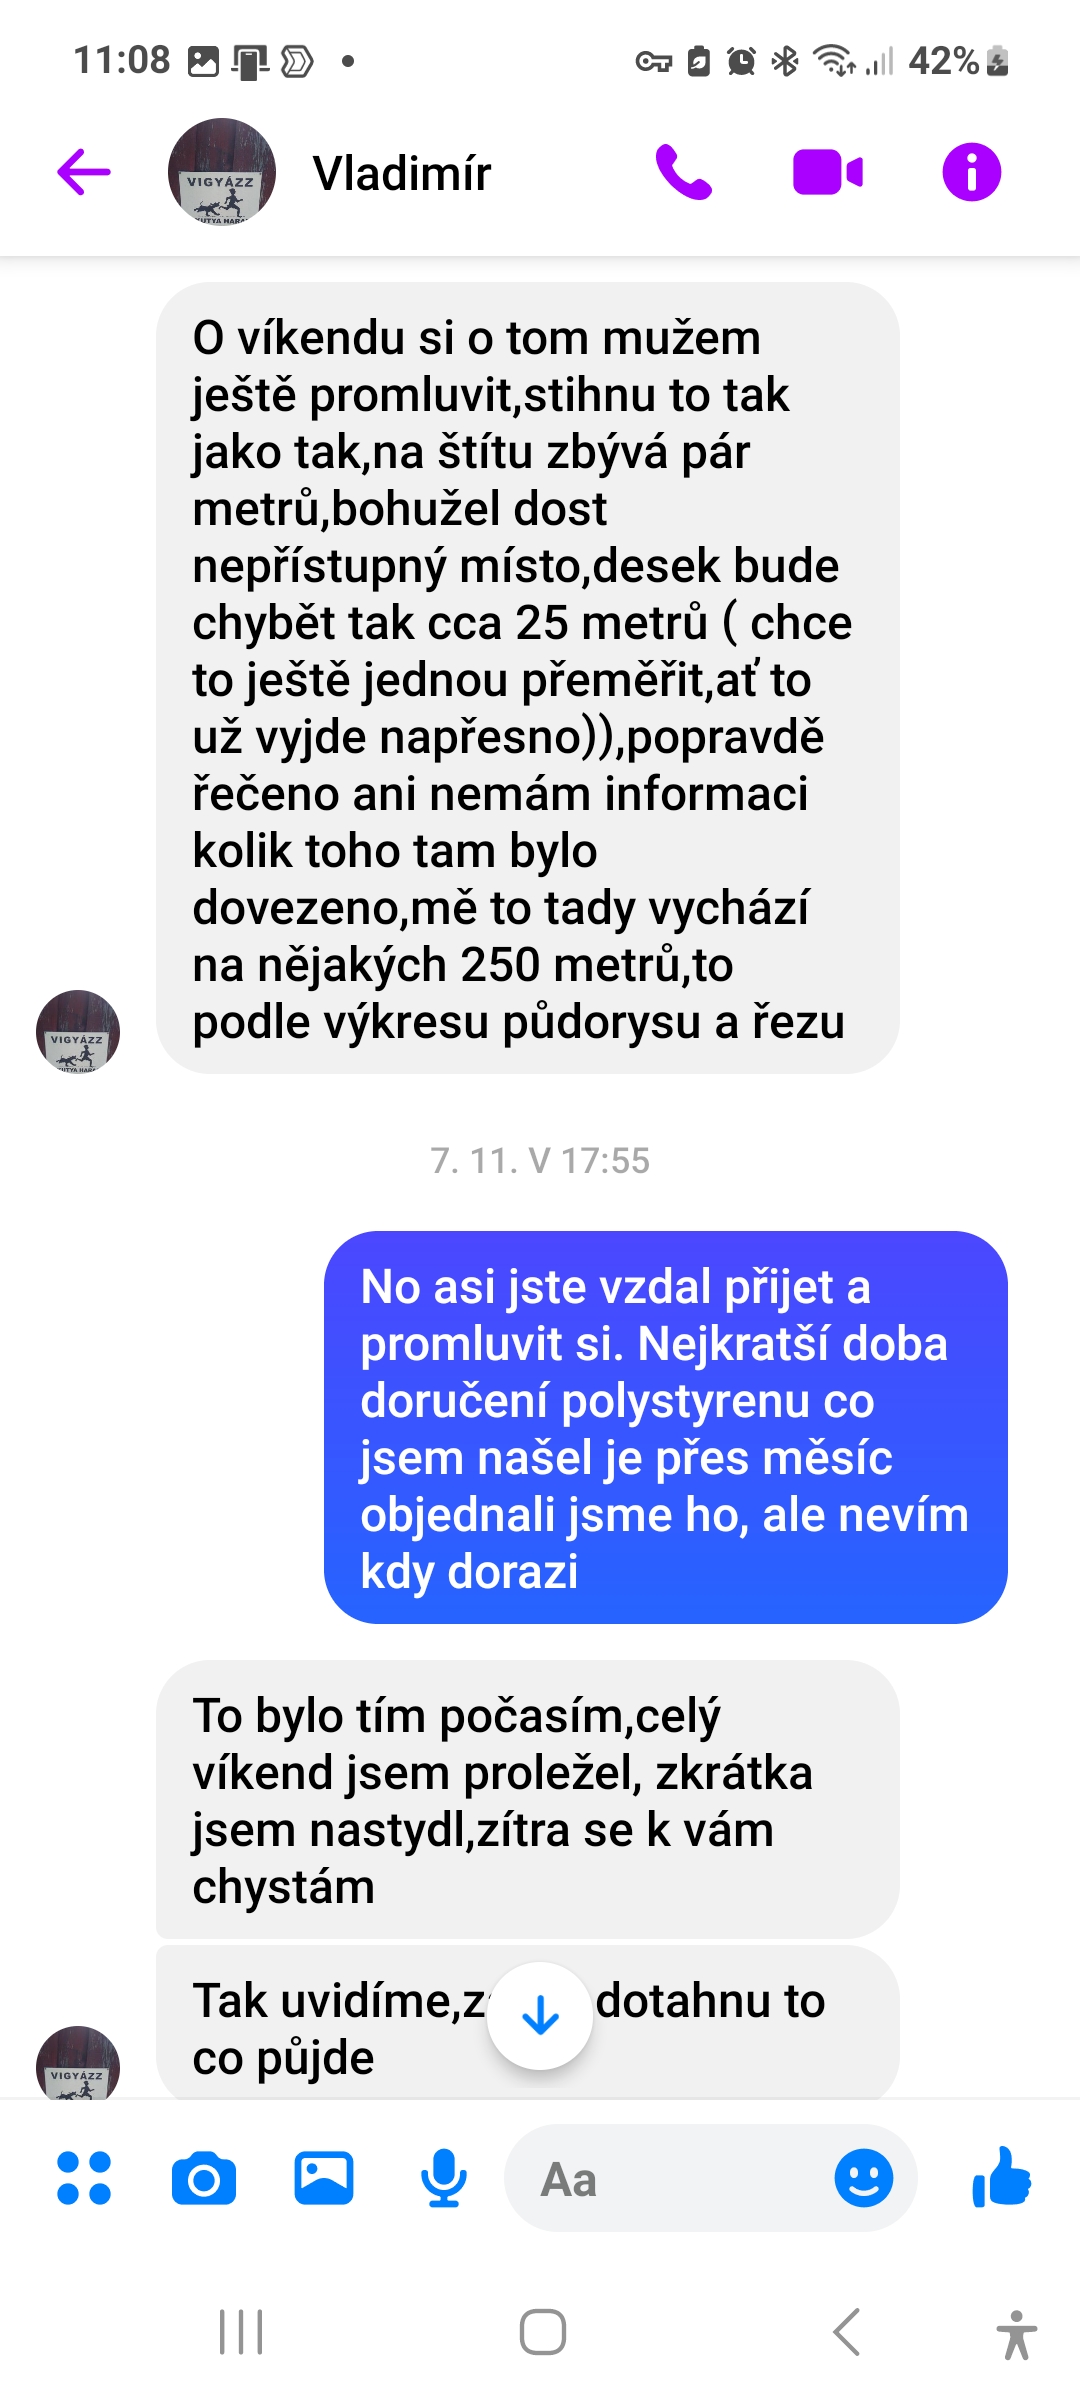 11:08
42%
VIGYÁZZ
KUTYA HARA
Vladimír
O víkendu si o tom mužem
ještě promluvit,stihnu to tak
jako tak,na štítu zbývá pár
metrů,bohužel dost
nepřístupný místo,desek bude
chybět tak cca 25 metrů ( chce
to ještě jednou přeměřit,ať to
už vyjde napřesno)),popravdě
řečeno ani nemám informaci
kolik toho tam bylo
dovezeno,mě to tady vychází
na nějakých 250 metrů,to
podle výkresu půdorysu a řezu
VIGYÁZZ
7. 11. V 17:55
No asi jste vzdal přijet a
promluvit si. Nejkratší doba
doručení polystyrenu co
jsem našel je přes měsíc
objednali jsme ho, ale nevím
kdy dorazi
To bylo tím počasím,celý
víkend jsem proležel, zkrátka
jsem nastydl,zítra se k vám
chystám
Tak uvidíme, dotahnu to
co půjde
VIGYÁZZ
Aa